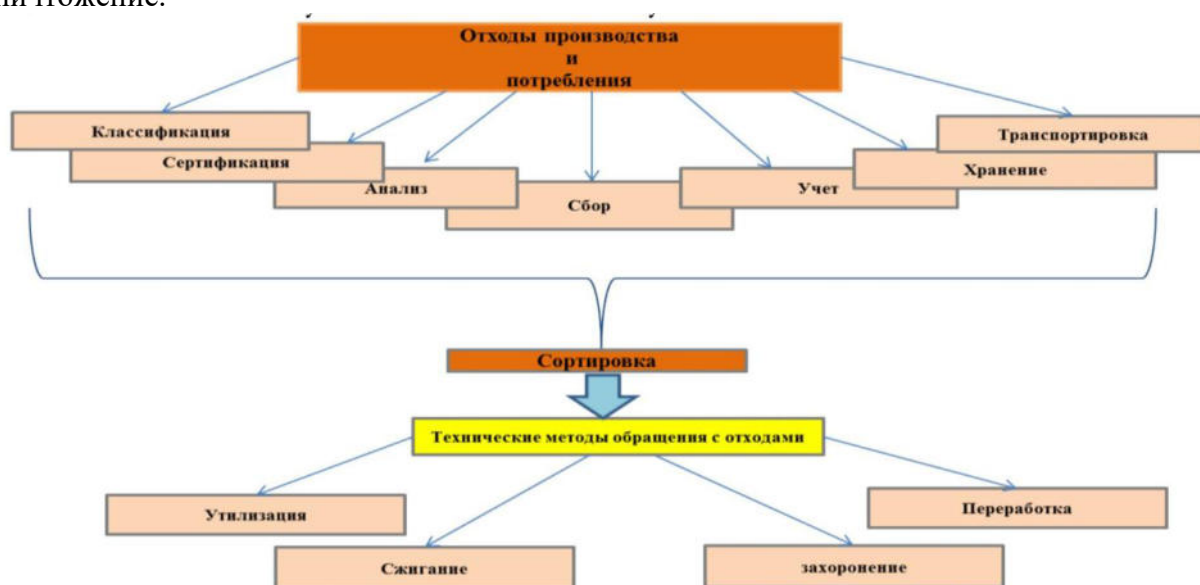 Отходы производства
и
потребления
Классификация
Сертификация
Анализ
Сбор
Учет
Хранение
Транспортировка
Сортировка
Технические методы обращения с отходами
Утилизация
Сжигание
захоронение
Переработка